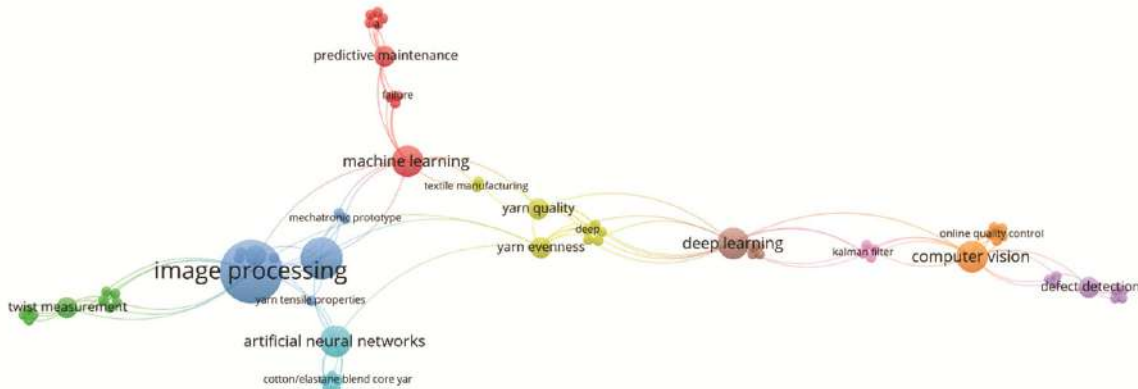 predictive maintenance
failure
machine learning
textile manufacturing
yarn quality
mechatronic prototype
deep
yarn evenness
deep learning
kalman filter
online quality control
computer vision
image processing
defect detection
yarn tensile properties
twist measurement
artificial neural networks
cotton/elastane blend core yar